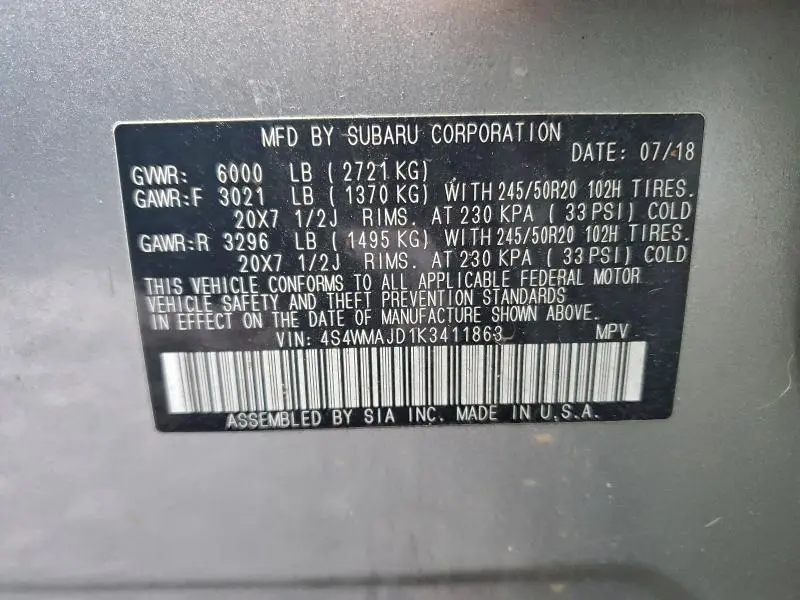 MFD BY SUBARU CORPORATION
DATE: 07/18
GVWR: 6000 LB ( 2721 KG)
GAWR:F 3021 LB ( 1370 KG) WITH 245/50R20 102H TIRES.
20X7 1/2J RIMS. AT 230 KPA ( 33 PSI) COLD
GAWR:R 3296 LB ( 1495 KG) WITH 245/50R20 102H TIRES.
20X7 1/2J RIMS. AT 230 KPA ( 33 PSI) COLD
THIS VEHICLE CONFORMS TO ALL APPLICABLE FEDERAL MOTOR
VEHICLE SAFETY AND THEFT PREVENTION STANDARDS
IN EFFECT ON THE DATE OF MANUFACTURE SHOWN ABOVE.
VIN: 4S4WMAJD1K3411863 MPV
ASSEMBLED BY SIA INC. MADE IN U.S.A.